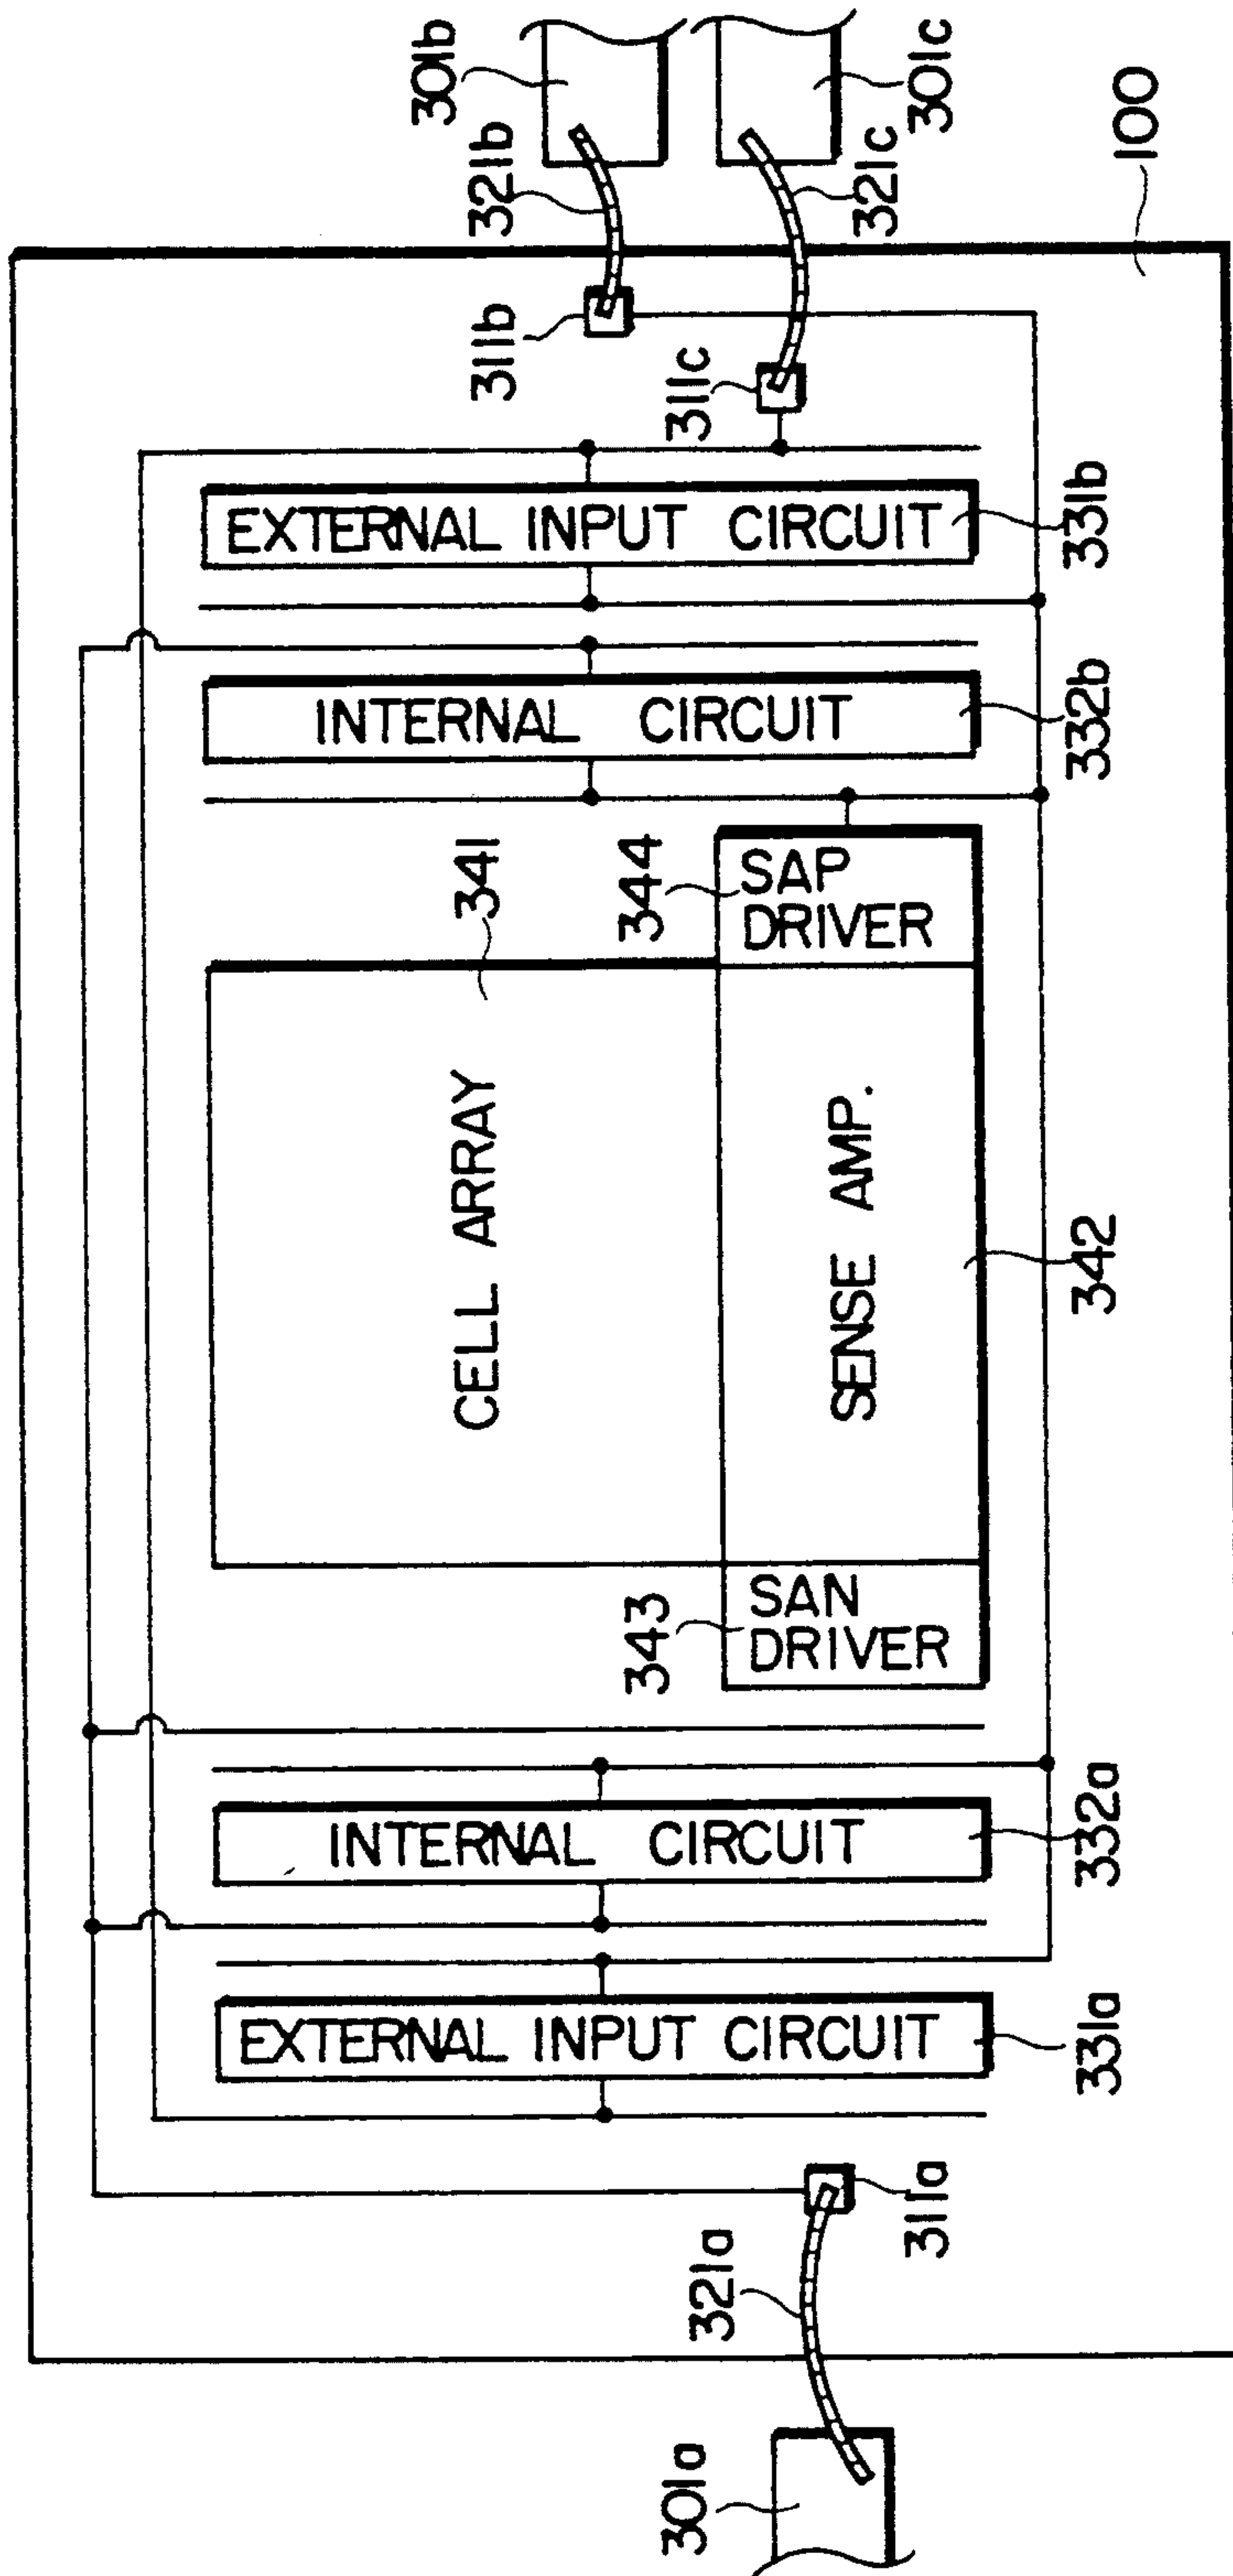 301b
321b
311b
301c
321c
311c
100
EXTERNAL INPUT CIRCUIT
331b
INTERNAL CIRCUIT
332b
341
344
SAP
DRIVER
CELL ARRAY
SENSE AMP.
342
343
SAN
DRIVER
INTERNAL CIRCUIT
332a
EXTERNAL INPUT CIRCUIT
331a
311a
321a
301a